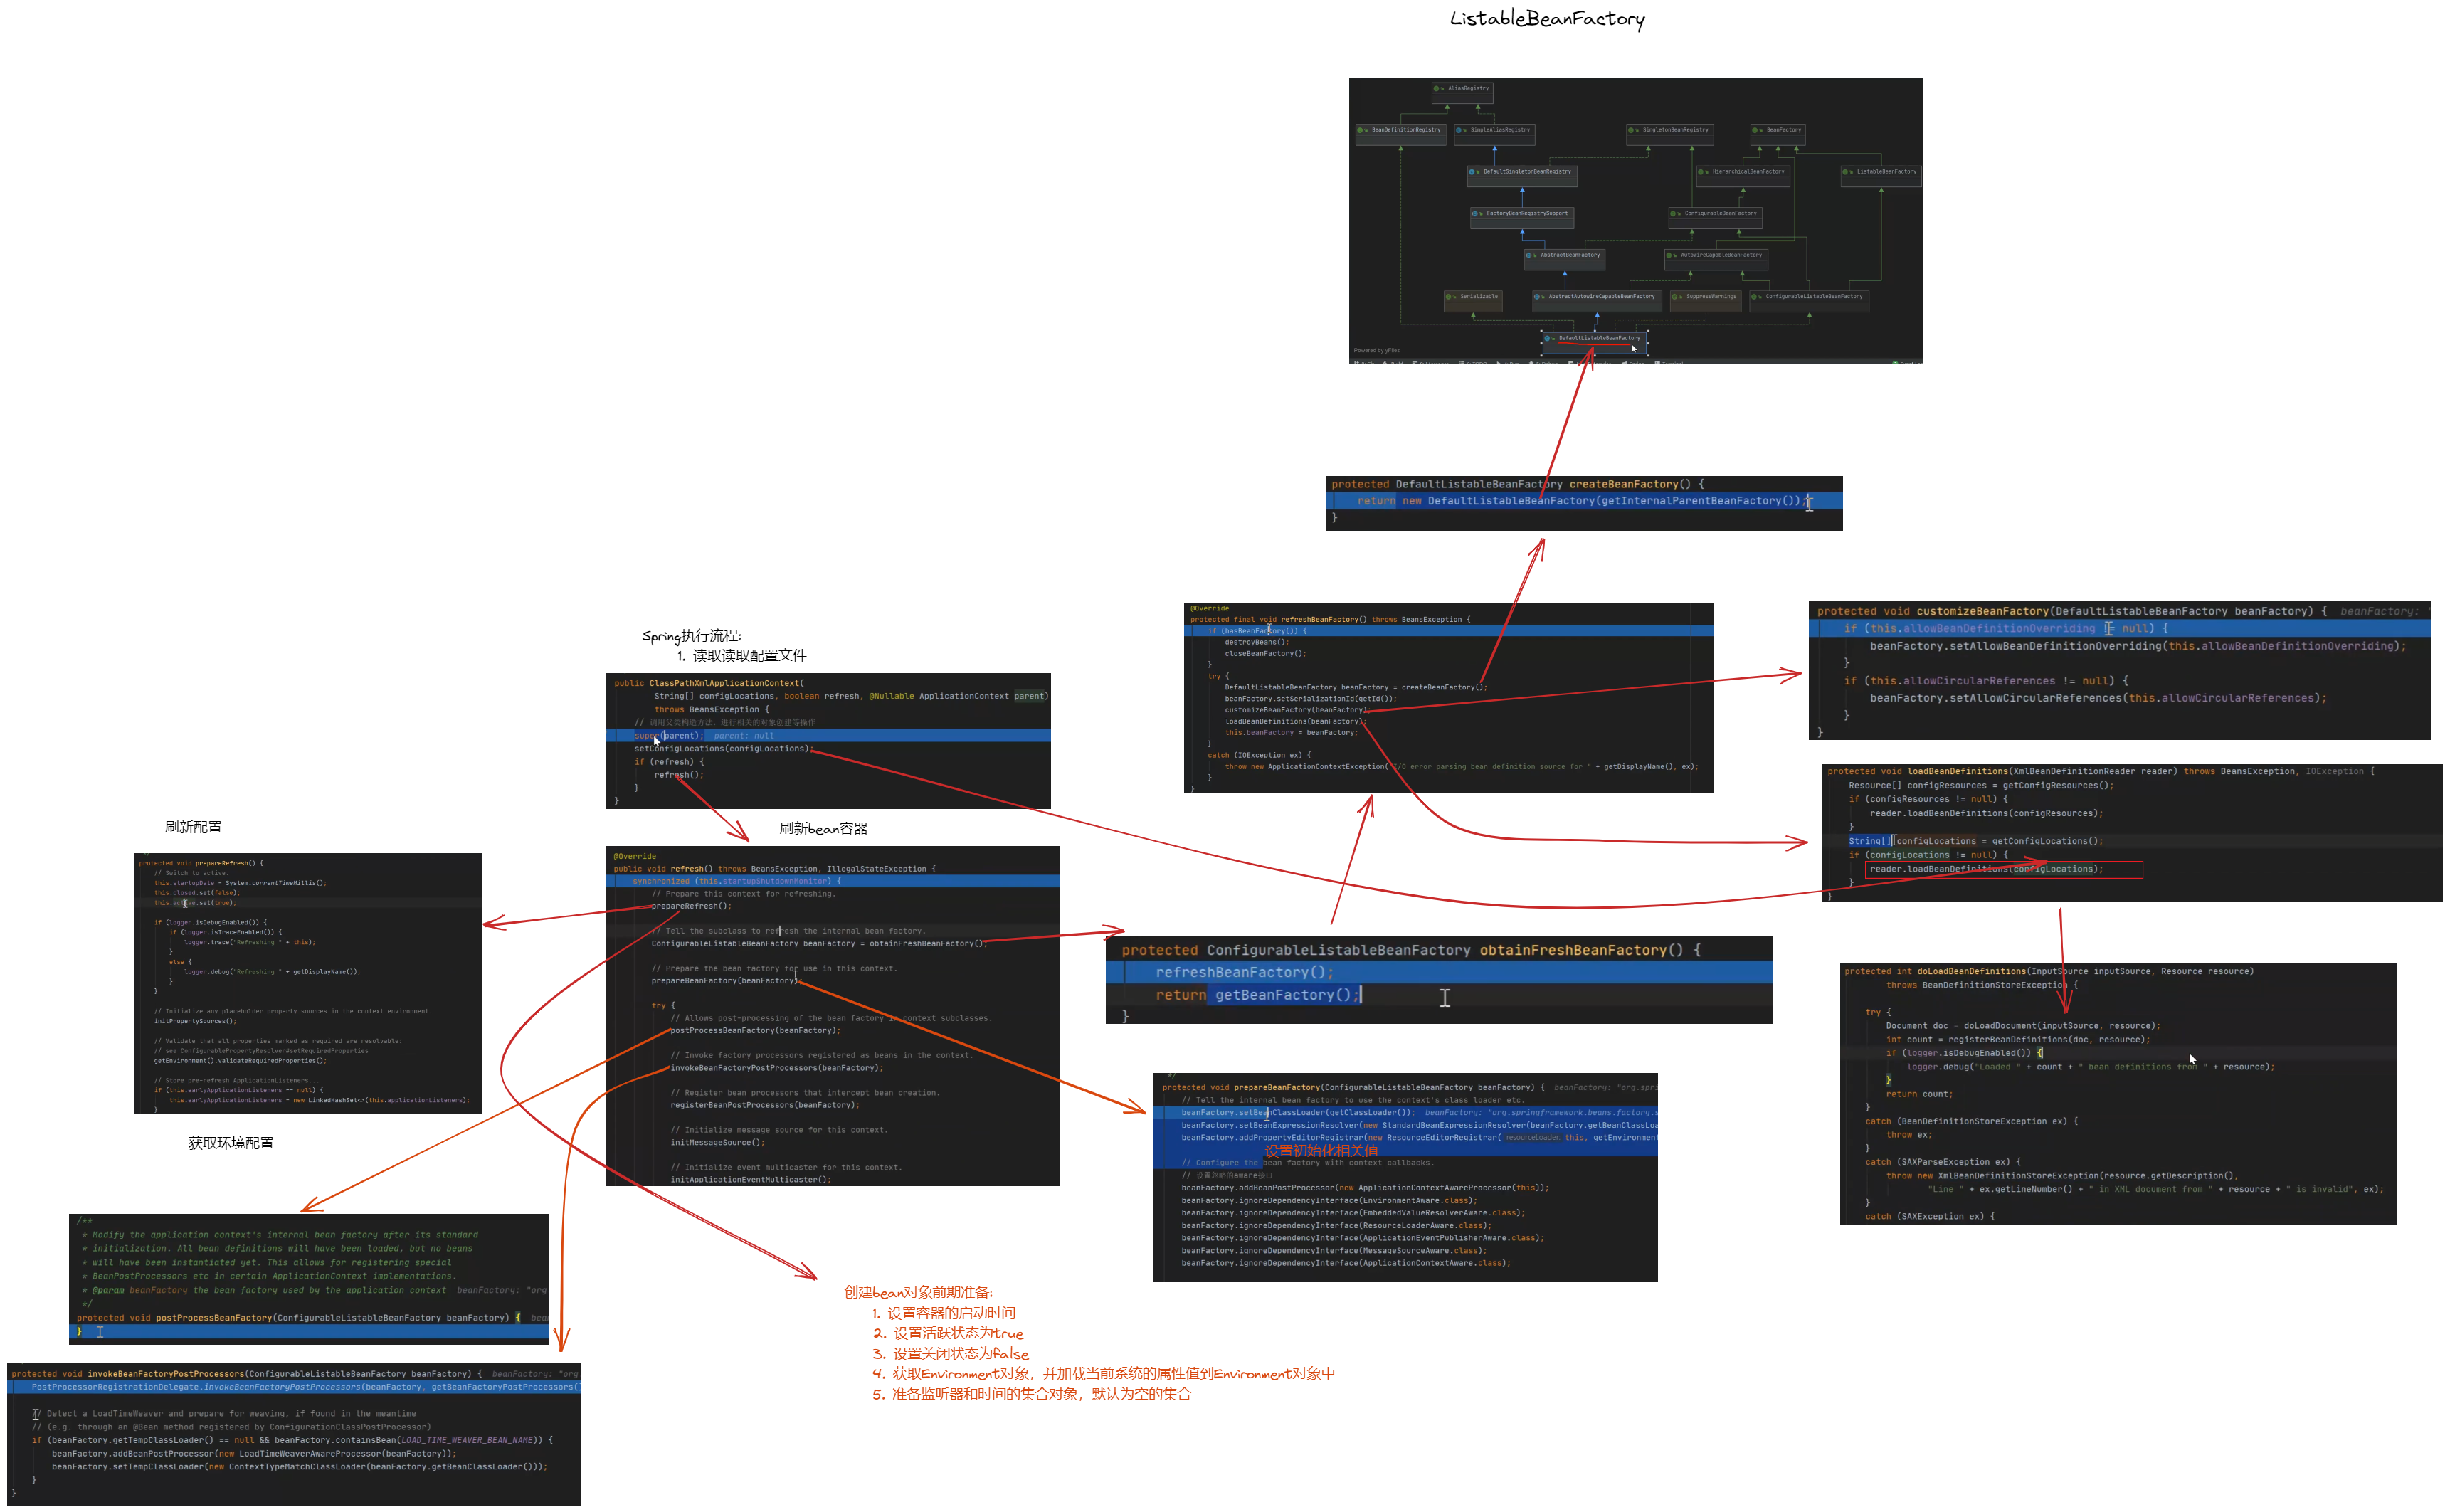 ListableBeanFactory
AliasRegistry
BeanDefinitionRegistry
SimpleAliasRegistry
SingletonBeanRegistry
BeanFactory
DefaultSingletonBeanRegistry
HierarchicalBeanFactory
ListableBeanFactory
FactoryBeanRegistrySupport
ConfigurableBeanFactory
AbstractBeanFactory
AutowireCapableBeanFactory
Serializable
AbstractAutowireCapableBeanFactory
SuppressWarnings
ConfigurableListableBeanFactory
DefaultListableBeanFactory
Powered by yFiles
protected DefaultListableBeanFactory createBeanFactory() {
return new DefaultListableBeanFactory(getInternalParentBeanFactory());
}
@Override
protected final void refreshBeanFactory() throws BeansException {
if (hasBeanFactory()) {
destroyBeans();
closeBeanFactory();
}
try {
DefaultListableBeanFactory beanFactory = createBeanFactory();
beanFactory.setSerializationId(getId());
customizeBeanFactory(beanFactory);
loadBeanDefinitions(beanFactory);
this.beanFactory = beanFactory;
}
catch (IOException ex) {
throw new ApplicationContextException("I/O error parsing bean definition source for " + getDisplayName(), ex);
}
}
protected void customizeBeanFactory(DefaultListableBeanFactory beanFactory) { beanFactory: "
if (this.allowBeanDefinitionOverriding != null) {
beanFactory.setAllowBeanDefinitionOverriding(this.allowBeanDefinitionOverriding);
}
if (this.allowCircularReferences != null) {
beanFactory.setAllowCircularReferences(this.allowCircularReferences);
}
}
Spring执行流程:
1. 读取读取配置文件
public ClassPathXmlApplicationContext(
String[] configLocations, boolean refresh, @Nullable ApplicationContext parent)
throws BeansException {
// 调用父类构造方法，进行相关的对象创建等操作
super(parent); parent: null
setConfigLocations(configLocations);
if (refresh) {
refresh();
}
}
protected void loadBeanDefinitions(XmlBeanDefinitionReader reader) throws BeansException, IOException {
Resource[] configResources = getConfigResources();
if (configResources != null) {
reader.loadBeanDefinitions(configResources);
}
String[] configLocations = getConfigLocations();
if (configLocations != null) {
reader.loadBeanDefinitions(configLocations);
}
}
刷新配置
protected void prepareRefresh() {
// Switch to active.
this.startupDate = System.currentTimeMillis();
this.closed.set(false);
this.active.set(true);
if (logger.isDebugEnabled()) {
if (logger.isTraceEnabled()) {
logger.trace("Refreshing " + this);
}
else {
logger.debug("Refreshing " + getDisplayName());
}
}
// Initialize any placeholder property sources in the context environment.
initPropertySources();
// Validate that all properties marked as required are resolvable:
// see ConfigurablePropertyResolver#setRequiredProperties
getEnvironment().validateRequiredProperties();
// Store pre-refresh ApplicationListeners...
if (this.earlyApplicationListeners == null) {
this.earlyApplicationListeners = new LinkedHashSet<>(this.applicationListeners);
}
获取环境配置
刷新bean容器
@Override
public void refresh() throws BeansException, IllegalStateException {
synchronized (this.startupShutdownMonitor) {
// Prepare this context for refreshing.
prepareRefresh();
// Tell the subclass to refresh the internal bean factory.
ConfigurableListableBeanFactory beanFactory = obtainFreshBeanFactory();
// Prepare the bean factory for use in this context.
prepareBeanFactory(beanFactory);
try {
// Allows post-processing of the bean factory in context subclasses.
postProcessBeanFactory(beanFactory);
// Invoke factory processors registered as beans in the context.
invokeBeanFactoryPostProcessors(beanFactory);
// Register bean processors that intercept bean creation.
registerBeanPostProcessors(beanFactory);
// Initialize message source for this context.
initMessageSource();
// Initialize event multicaster for this context.
initApplicationEventMulticaster();
protected ConfigurableListableBeanFactory obtainFreshBeanFactory() {
refreshBeanFactory();
return getBeanFactory();
}
protected int doLoadBeanDefinitions(InputSource inputSource, Resource resource)
throws BeanDefinitionStoreException {
try {
Document doc = doLoadDocument(inputSource, resource);
int count = registerBeanDefinitions(doc, resource);
if (logger.isDebugEnabled()) {
logger.debug("Loaded " + count + " bean definitions from " + resource);
}
return count;
}
catch (BeanDefinitionStoreException ex) {
throw ex;
}
catch (SAXParseException ex) {
throw new XmlBeanDefinitionStoreException(resource.getDescription(),
"Line " + ex.getLineNumber() + " in XML document from " + resource + " is invalid", ex);
}
catch (SAXException ex) {
*/
protected void prepareBeanFactory(ConfigurableListableBeanFactory beanFactory) { beanFactory: "org.spri
// Tell the internal bean factory to use the context's class loader etc.
beanFactory.setBeanClassLoader(getClassLoader()); beanFactory: "org.springframework.beans.factory.s
beanFactory.setBeanExpressionResolver(new StandardBeanExpressionResolver(beanFactory.getBeanClassLoa
beanFactory.addPropertyEditorRegistrar(new ResourceEditorRegistrar( resourceLoader: this, getEnvironment
设置初始化相关值
// Configure the bean factory with context callbacks.
// 设置忽略的aware接口
beanFactory.addBeanPostProcessor(new ApplicationContextAwareProcessor(this));
beanFactory.ignoreDependencyInterface(EnvironmentAware.class);
beanFactory.ignoreDependencyInterface(EmbeddedValueResolverAware.class);
beanFactory.ignoreDependencyInterface(ResourceLoaderAware.class);
beanFactory.ignoreDependencyInterface(ApplicationEventPublisherAware.class);
beanFactory.ignoreDependencyInterface(MessageSourceAware.class);
beanFactory.ignoreDependencyInterface(ApplicationContextAware.class);
/**
* Modify the application context's internal bean factory after its standard
* initialization. All bean definitions will have been loaded, but no beans
* will have been instantiated yet. This allows for registering special
* BeanPostProcessors etc in certain ApplicationContext implementations.
* @param beanFactory the bean factory used by the application context beanFactory: "org.
*/
protected void postProcessBeanFactory(ConfigurableListableBeanFactory beanFactory) { bea
}
创建bean对象前期准备:
1. 设置容器的启动时间
2. 设置活跃状态为true
3. 设置关闭状态为false
4. 获取Environment对象，并加载当前系统的属性值到Environment对象中
5. 准备监听器和时间的集合对象，默认为空的集合
protected void invokeBeanFactoryPostProcessors(ConfigurableListableBeanFactory beanFactory) { beanFactory: "org
PostProcessorRegistrationDelegate.invokeBeanFactoryPostProcessors(beanFactory, getBeanFactoryPostProcessors()
// Detect a LoadTimeWeaver and prepare for weaving, if found in the meantime
// (e.g. through an @Bean method registered by ConfigurationClassPostProcessor)
if (beanFactory.getTempClassLoader() == null && beanFactory.containsBean(LOAD_TIME_WEAVER_BEAN_NAME)) {
beanFactory.addBeanPostProcessor(new LoadTimeWeaverAwareProcessor(beanFactory));
beanFactory.setTempClassLoader(new ContextTypeMatchClassLoader(beanFactory.getBeanClassLoader()));
}
}